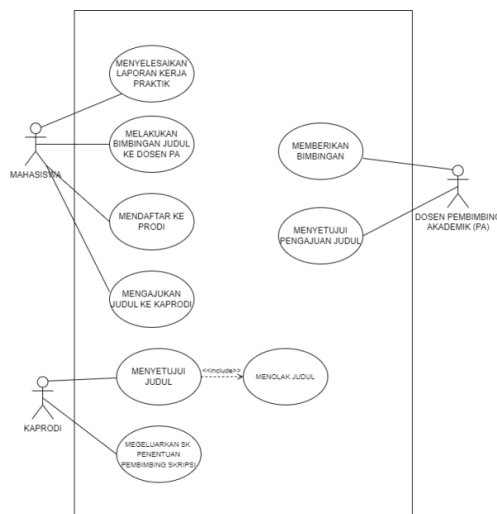 MENYELESAIKAN
LAPORAN KERJA
PRAKTIK
MAHASISWA
MELAKUKAN
BIMBINGAN JUDUL
KE DOSEN PA
MENDAFTAR KE
PRODI
MENGAJUKAN
JUDUL KE KAPRODI
MEMBERIKAN
BIMBINGAN
MENYETUJUI
PENGAJUAN JUDUL
DOSEN PEMBIMBING
AKADEMIK (PA)
KAPRODI
MENYETUJUI
JUDUL
<<include>>
MENOLAK JUDUL
MEGELUARKAN SK
PENENTUAN
PEMBIMBING SKRIPSI